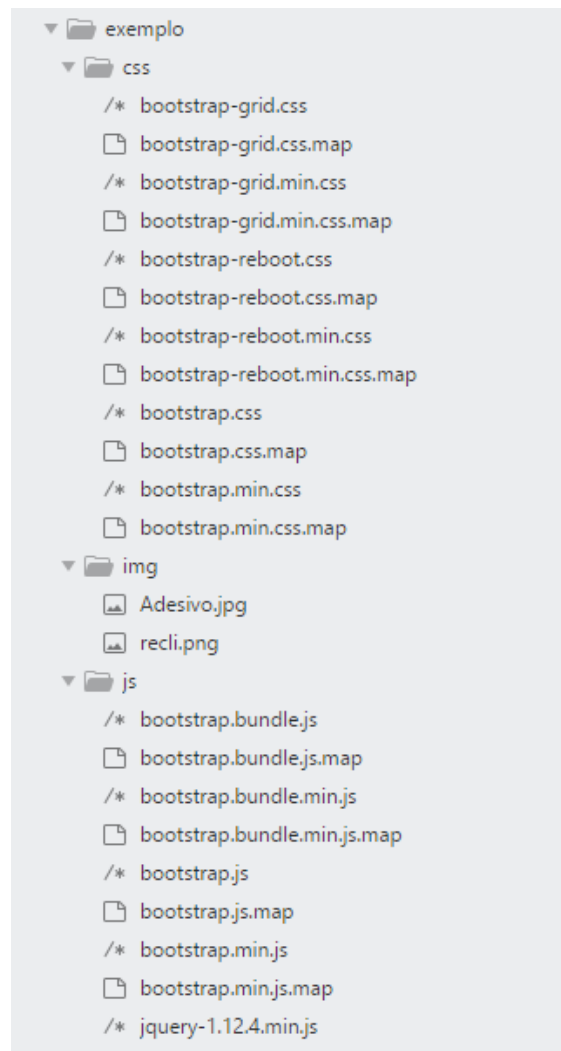 exemplo
css
/* bootstrap-grid.css
bootstrap-grid.css.map
/* bootstrap-grid.min.css
bootstrap-grid.min.css.map
/* bootstrap-reboot.css
bootstrap-reboot.css.map
/* bootstrap-reboot.min.css
bootstrap-reboot.min.css.map
/* bootstrap.css
bootstrap.css.map
/* bootstrap.min.css
bootstrap.min.css.map
img
Adesivo.jpg
recli.png
js
/* bootstrap.bundle.js
bootstrap.bundle.js.map
/* bootstrap.bundle.min.js
bootstrap.bundle.min.js.map
/* bootstrap.js
bootstrap.js.map
/* bootstrap.min.js
bootstrap.min.js.map
/* jquery-1.12.4.min.js